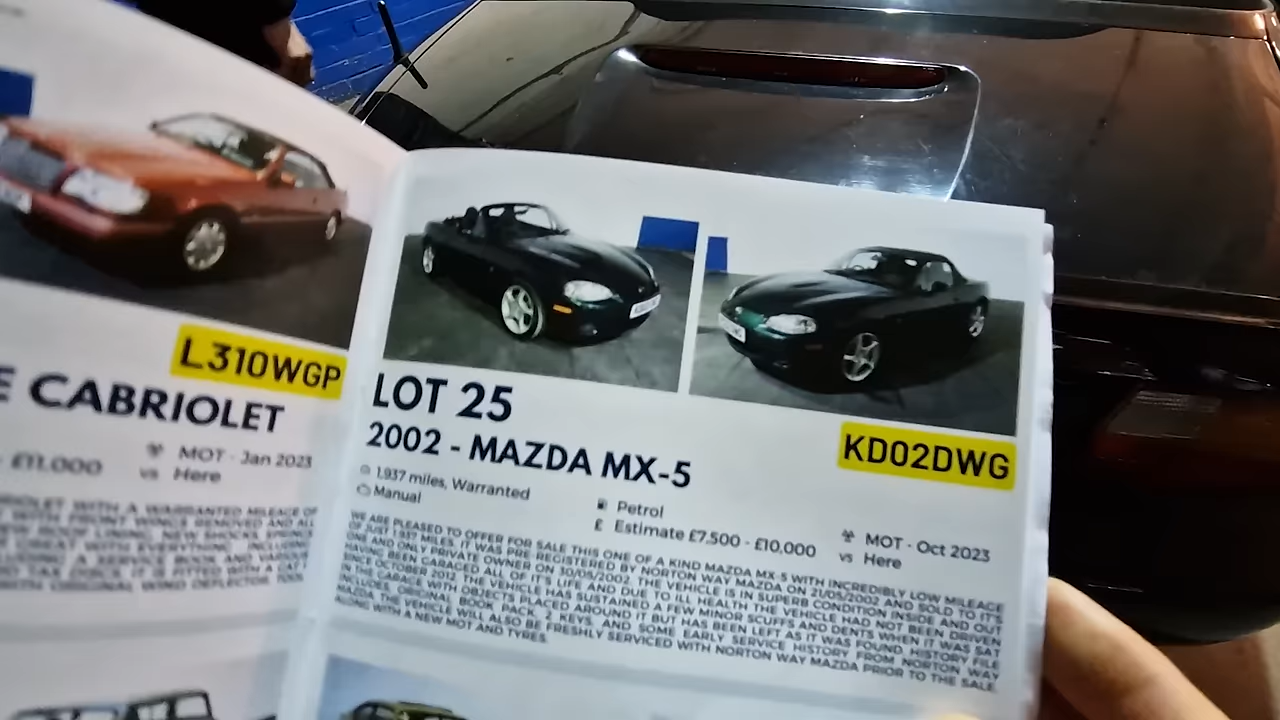 L310WGP
E CABRIOLET
£11,000
MOT - Jan 2023
vs Here
LOT 25
2002 - MAZDA MX-5
KD02DWG
1,937 miles, Warranted
Manual
Petrol
£ Estimate £7,500 - £10,000
MOT - Oct 2023
vs Here
WE ARE PLEASED TO OFFER FOR SALE THIS ONE OF A KIND MAZDA MX-5 WITH INCREDIBLY LOW MILEAGE
OF JUST 1,937 MILES. IT WAS PRE REGISTERED BY NORTON WAY MAZDA ON 21/05/2002 AND SOLD TO IT'S
ONE AND ONLY PRIVATE OWNER ON 30/05/2002. THE VEHICLE IS IN SUPERB CONDITION INSIDE AND OUT
HAVING BEEN GARAGED ALL OF IT'S LIFE AND DUE TO ILL HEALTH THE VEHICLE HAD NOT BEEN DRIVEN
SINCE OCTOBER 2012. THE VEHICLE HAS SUSTAINED A FEW MINOR SCUFFS AND DENTS WHEN IT WAS SAT
IN THE GARAGE WITH OBJECTS PLACED AROUND IT BUT HAS BEEN LEFT AS IT WAS FOUND. HISTORY FILE
INCLUDES ORIGINAL BOOK PACK, 2 KEYS, AND SOME EARLY SERVICE HISTORY FROM NORTON WAY
MAZDA. THE VEHICLE WILL ALSO BE FRESHLY SERVICED WITH NORTON WAY MAZDA PRIOR TO THE SALE
ALONG WITH A NEW MOT AND TYRES.